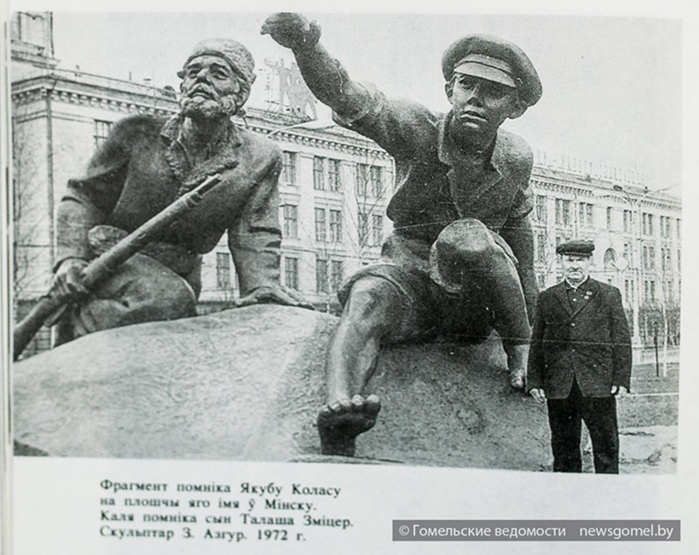 Фрагмент помніка Якубу Коласу
на плошчы яго імя ў Мінску.
Каля помніка сын Талаша Зміцер.
Скульптар З. Азгур. 1972 г.
© Гомельские ведомости newsgomel.by